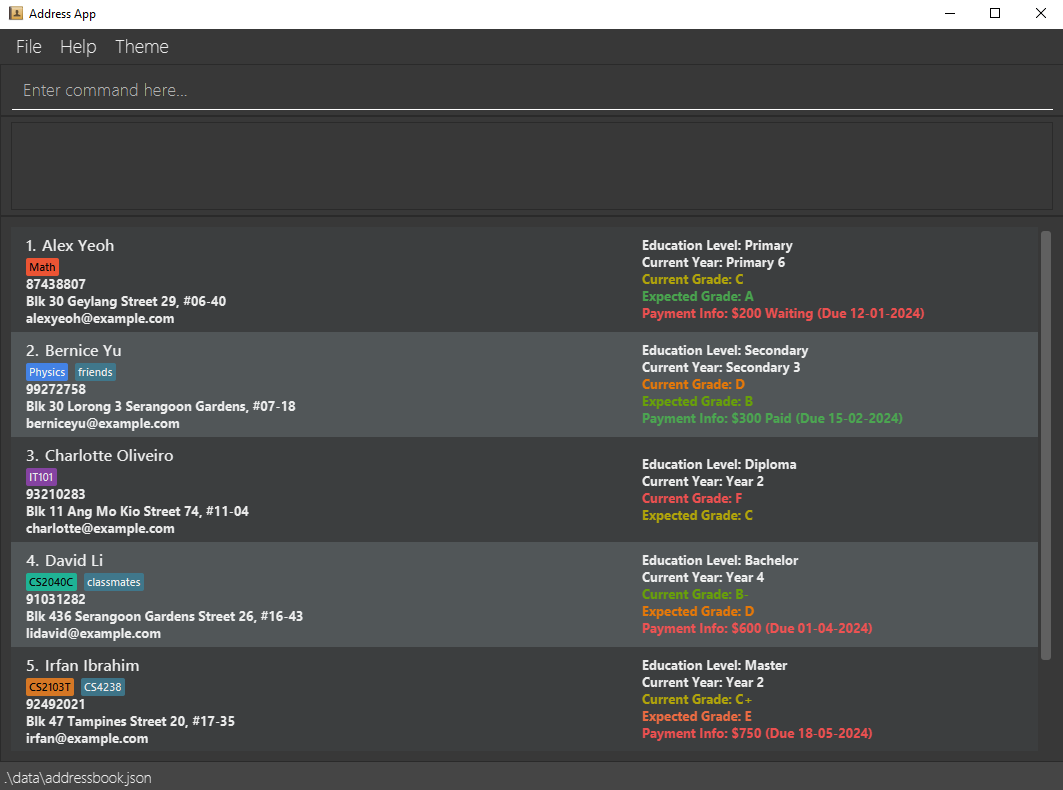 Address App
File Help Theme
Enter command here...
1. Alex Yeoh
Math
87438807
Blk 30 Geylang Street 29, #06-40
alexyeoh@example.com
Education Level: Primary
Current Year: Primary 6
Current Grade: C
Expected Grade: A
Payment Info: $200 Waiting (Due 12-01-2024)
2. Bernice Yu
Physics friends
99272758
Blk 30 Lorong 3 Serangoon Gardens, #07-18
berniceyu@example.com
Education Level: Secondary
Current Year: Secondary 3
Current Grade: D
Expected Grade: B
Payment Info: $300 Paid (Due 15-02-2024)
3. Charlotte Oliveiro
IT101
93210283
Blk 11 Ang Mo Kio Street 74, #11-04
charlotte@example.com
Education Level: Diploma
Current Year: Year 2
Current Grade: F
Expected Grade: C
4. David Li
CS2040C classmates
91031282
Blk 436 Serangoon Gardens Street 26, #16-43
lidavid@example.com
Education Level: Bachelor
Current Year: Year 4
Current Grade: B-
Expected Grade: D
Payment Info: $600 (Due 01-04-2024)
5. Irfan Ibrahim
CS2103T CS4238
92492021
Blk 47 Tampines Street 20, #17-35
irfan@example.com
Education Level: Master
Current Year: Year 2
Current Grade: C+
Expected Grade: E
Payment Info: $750 (Due 18-05-2024)
.\data\addressbook.json